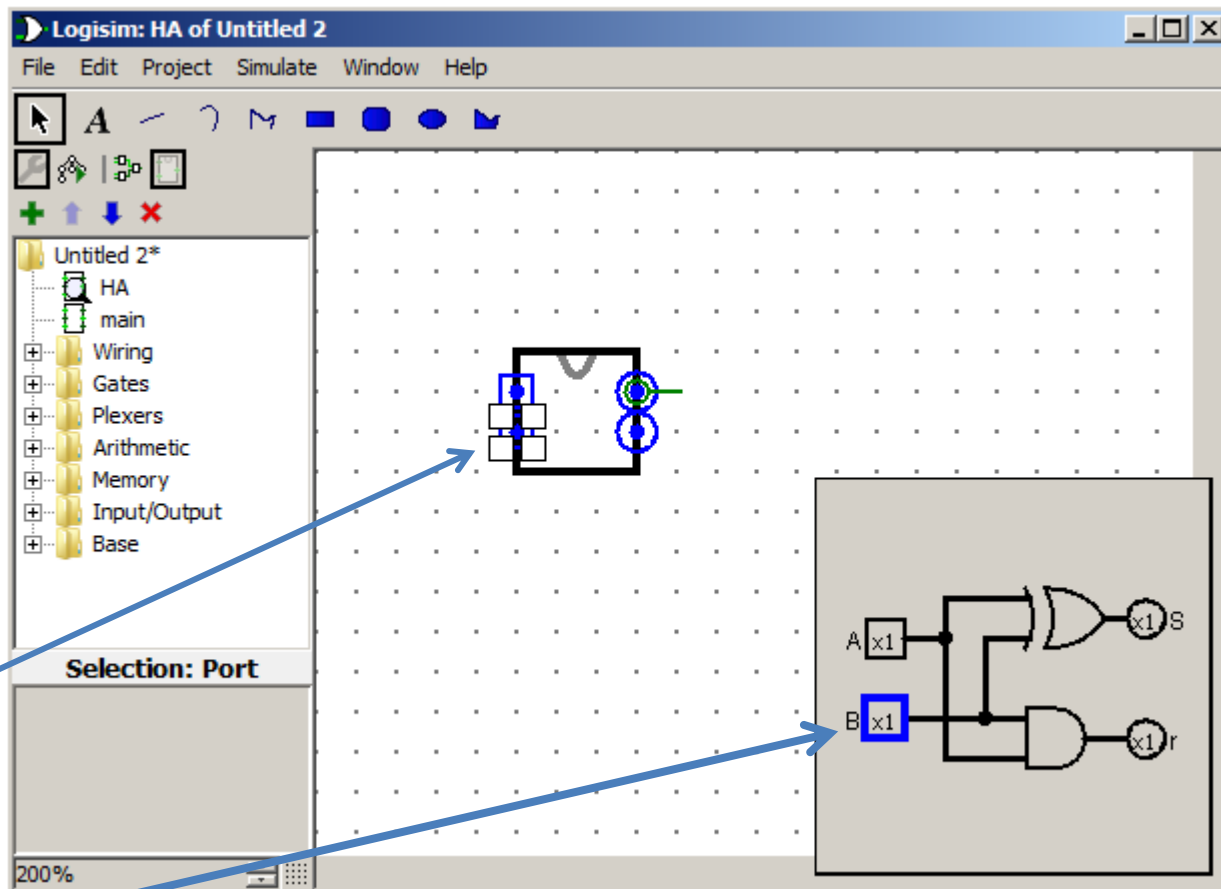 Logisim: HA of Untitled 2
File Edit Project Simulate Window Help
A
Untitled 2*
HA
main
Wiring
Gates
Plexers
Arithmetic
Memory
Input/Output
Base
Selection: Port
A x1
x1 S
B x1
x1 r
200%